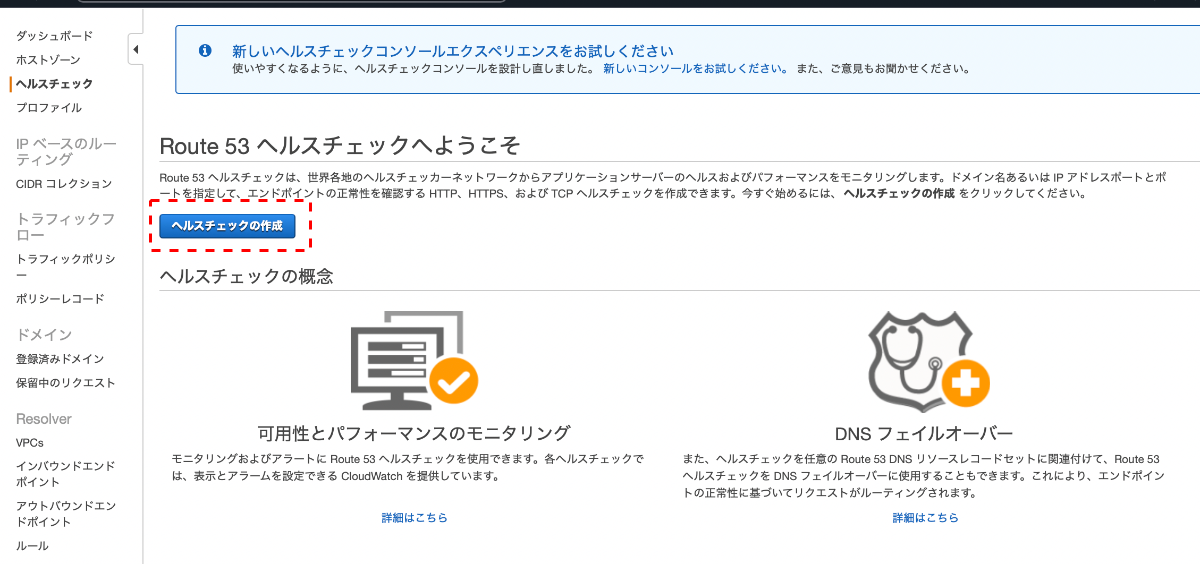 ダッシュボード
ホストゾーン
ヘルスチェック
プロファイル
IP ベースのルー
ティング
CIDR コレクション
トラフィックフ
ロー
トラフィックポリシ
ー
ポリシーレコード
ドメイン
登録済みドメイン
保留中のリクエスト
Resolver
VPCs
インバウンドエンド
ポイント
アウトバウンドエン
ドポイント
ルール
新しいヘルスチェックコンソールエクスペリエンスをお試しください
使いやすくなるように、ヘルスチェックコンソールを設計し直しました。 新しいコンソールをお試しください。 また、ご意見もお聞かせください。
Route 53 ヘルスチェックへようこそ
Route 53 ヘルスチェックは、世界各地のヘルスチェッカーネットワークからアプリケーションサーバーのヘルスおよびパフォーマンスをモニタリングします。ドメイン名あるいは IP アドレスポートとポ
ートを指定して、エンドポイントの正常性を確認する HTTP、HTTPS、および TCP ヘルスチェックを作成できます。今すぐ始めるには、 ヘルスチェックの作成 をクリックしてください。
ヘルスチェックの作成
ヘルスチェックの概念
可用性とパフォーマンスのモニタリング
モニタリングおよびアラートに Route 53 ヘルスチェックを使用できます。各ヘルスチェックで
は、表示とアラームを設定できる CloudWatch を提供しています。
詳細はこちら
DNS フェイルオーバー
また、ヘルスチェックを任意の Route 53 DNS リソースレコードセットに関連付けて、Route 53
ヘルスチェックを DNS フェイルオーバーに使用することもできます。これにより、エンドポイン
トの正常性に基づいてリクエストがルーティングされます。
詳細はこちら